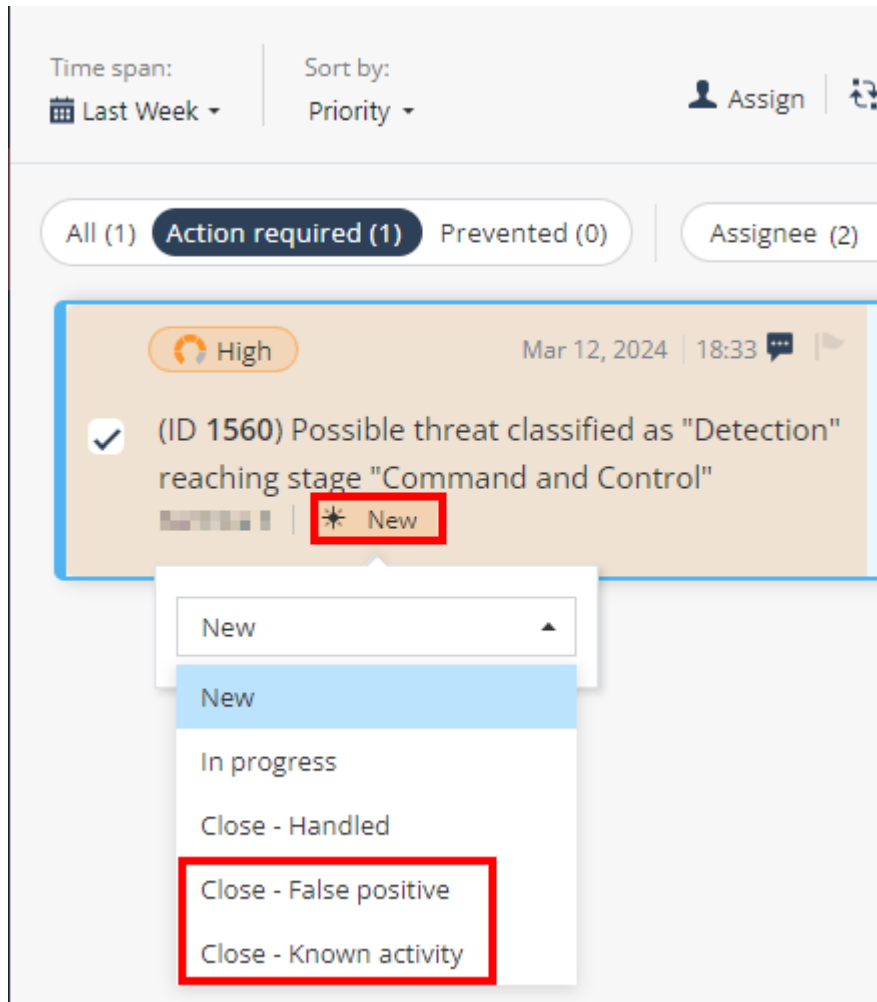 Time span:
Sort by:
Last Week
Priority
Assign
All (1)
Action required (1)
Prevented (0)
Assignee (2)
High
Mar 12, 2024
18:33
(ID 1560) Possible threat classified as "Detection"
reaching stage "Command and Control"
New
New
New
In progress
Close - Handled
Close - False positive
Close - Known activity